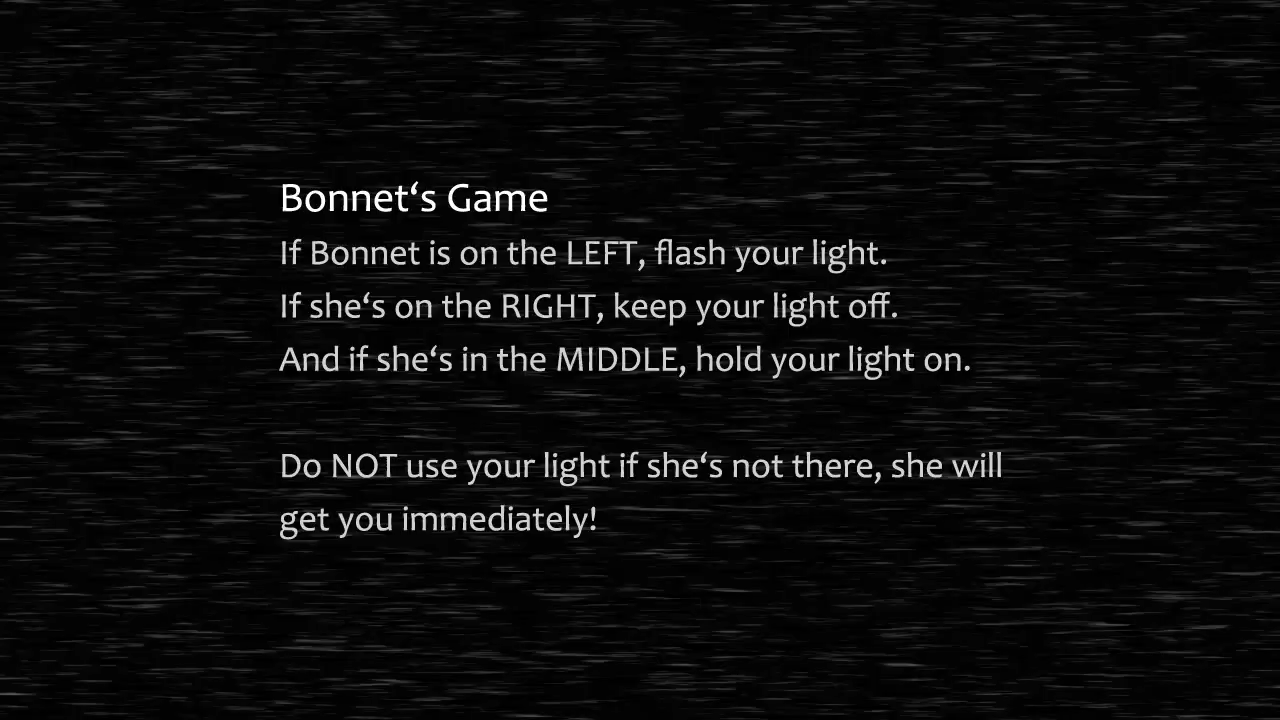 Bonnet‘s Game
If Bonnet is on the LEFT, flash your light.
If she‘s on the RIGHT, keep your light off.
And if she‘s in the MIDDLE, hold your light on.
Do NOT use your light if she‘s not there, she will
get you immediately!